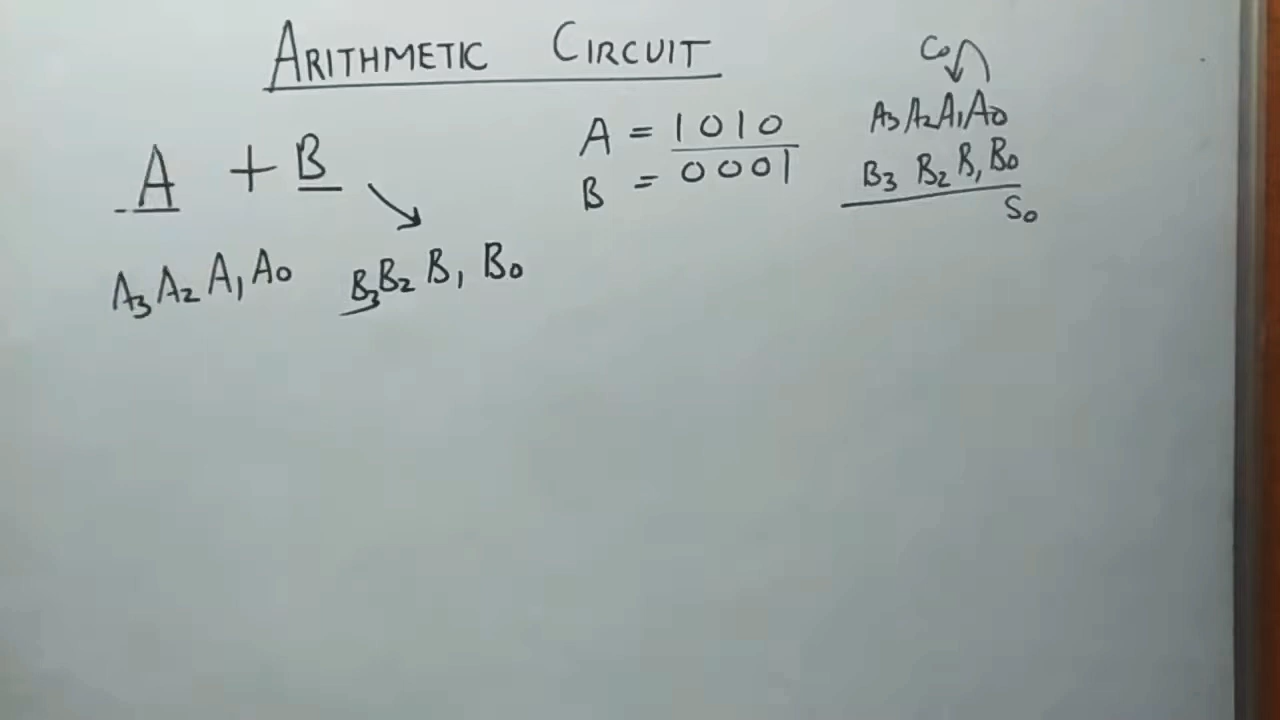 ARITHMETIC CIRCUIT
A + B
A3 A2 A1 A0 B3 B2 B1 B0
A = 1010
B = 0001
C0
A3 A2 A1 A0
B3 B2 B1 B0
S0